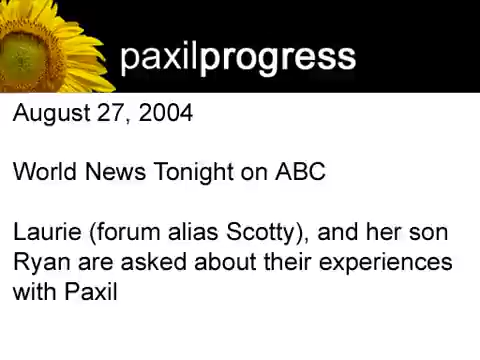 paxilprogress
August 27, 2004
World News Tonight on ABC
Laurie (forum alias Scotty), and her son
Ryan are asked about their experiences
with Paxil